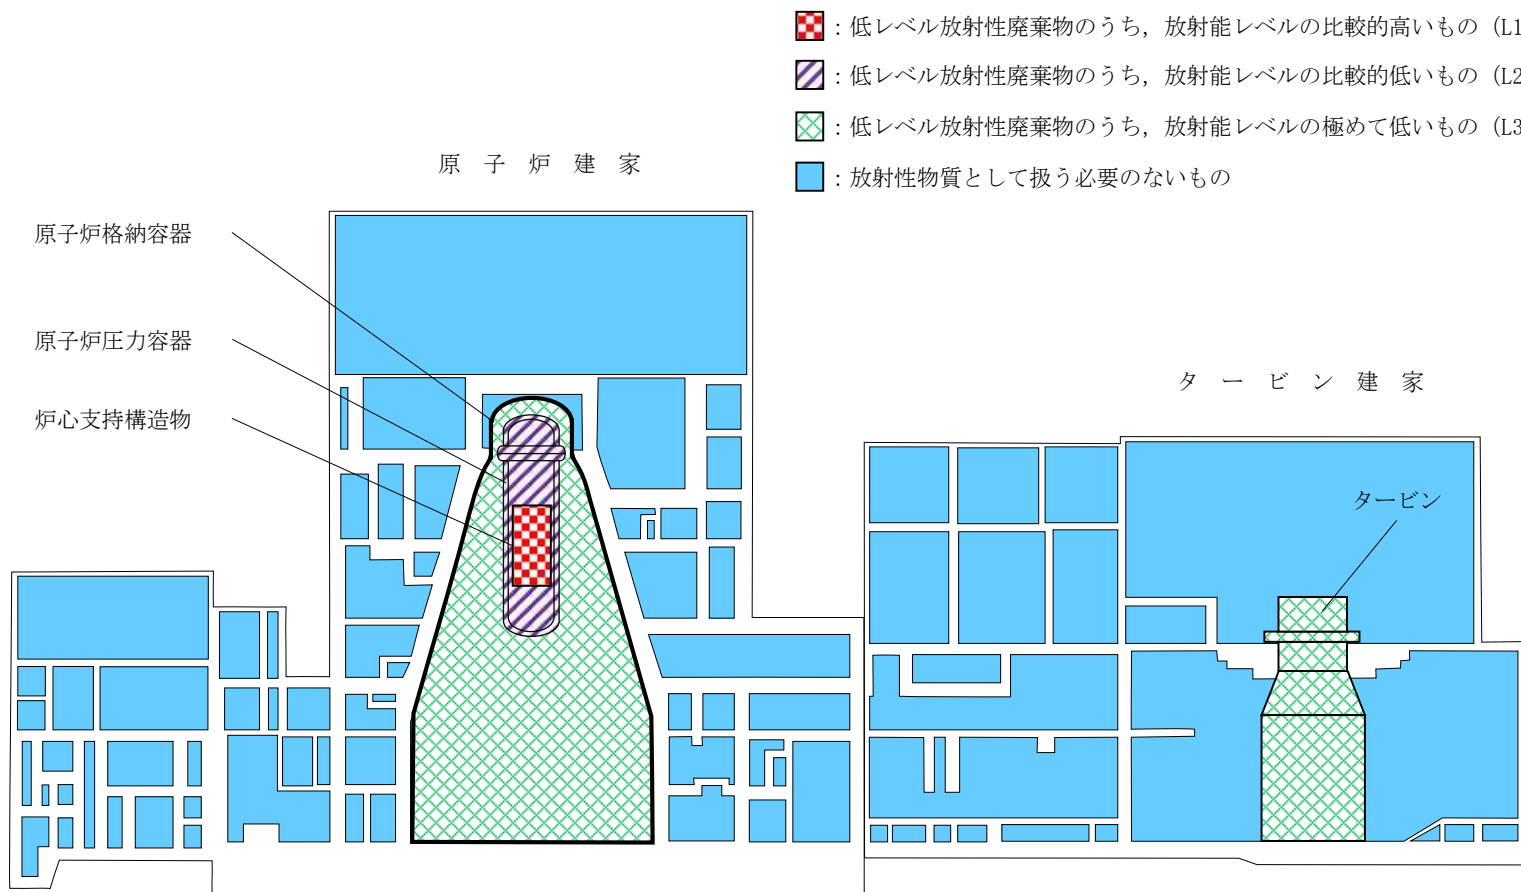 ：低レベル放射性廃棄物のうち，放射能レベルの比較的高いもの（L1
：低レベル放射性廃棄物のうち，放射能レベルの比較的低いもの（L2
：低レベル放射性廃棄物のうち，放射能レベルの極めて低いもの（L3
：放射性物質として扱う必要のないもの
原子炉建家
原子炉格納容器
原子炉圧力容器
炉心支持構造物
タービン建家
タービン